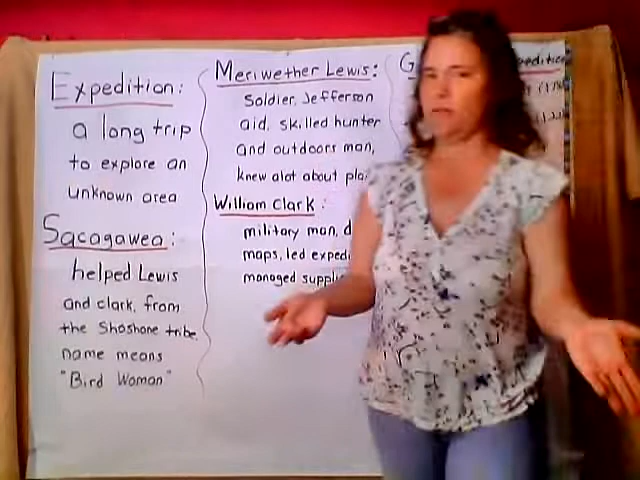 Expedition:
a long trip
to explore an
unknown area
Sacagawea:
helped Lewis
and clark, from
the Shoshone tribe
name means
"Bird Woman"
Meriwether Lewis:
Soldier, Jefferson
aid, skilled hunter
and outdoors man,
knew alot about
William Clark:
military man,
maps, led
managed